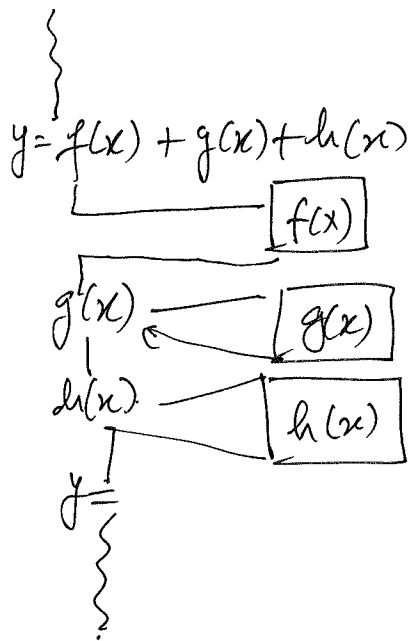 y = f(x) + g(x) + h(x)
f(x)
g(x) g(x)
h(x) h(x)
y =